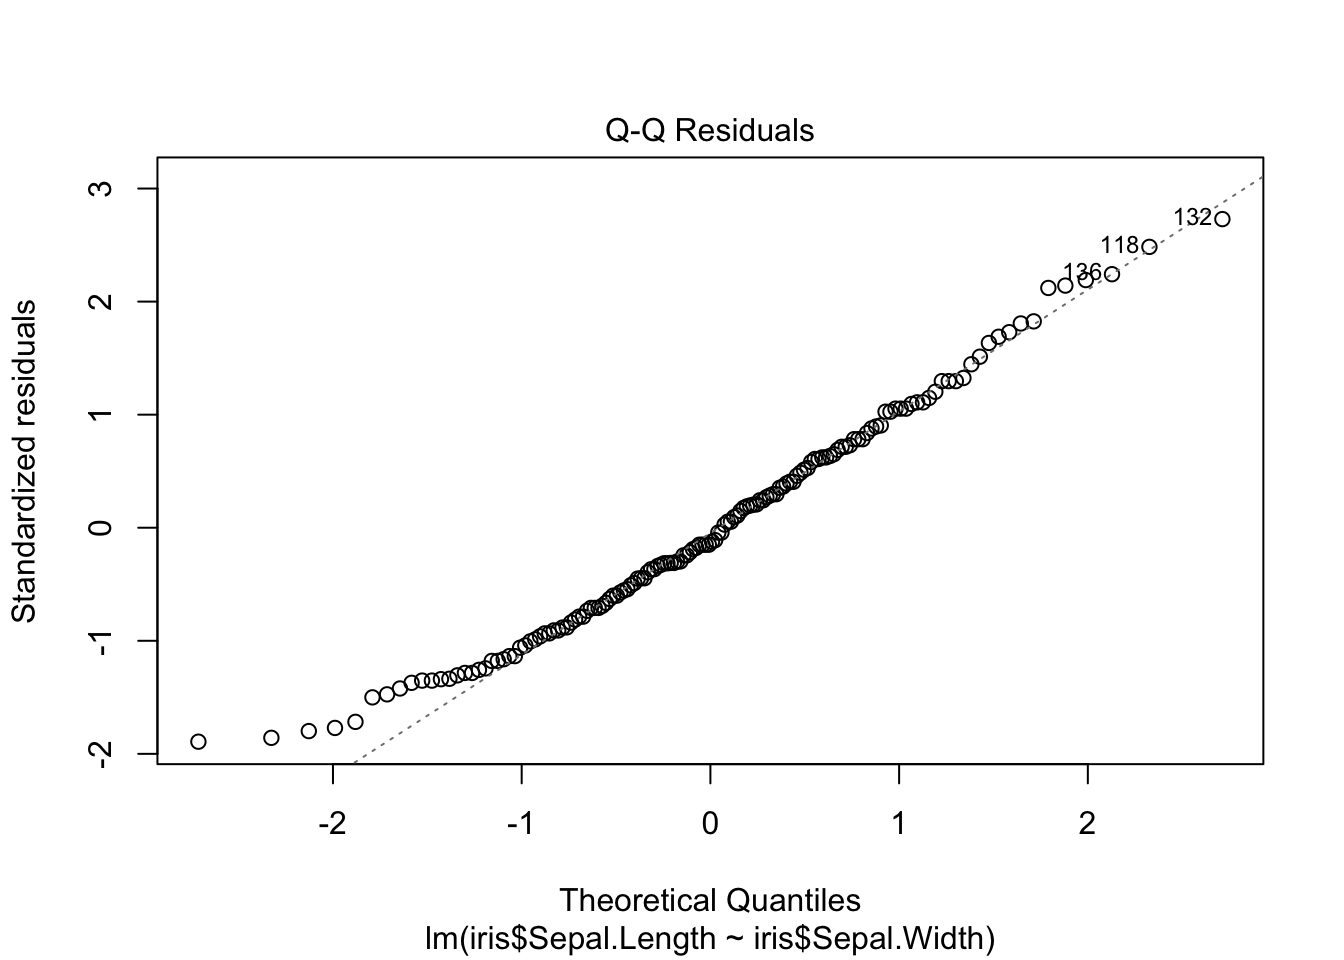 Q-Q Residuals
Standardized residuals
3
2
1
0
-1
-2
132
118
136
-2 -1 0 1 2
Theoretical Quantiles
lm(iris$Sepal.Length ~ iris$Sepal.Width)